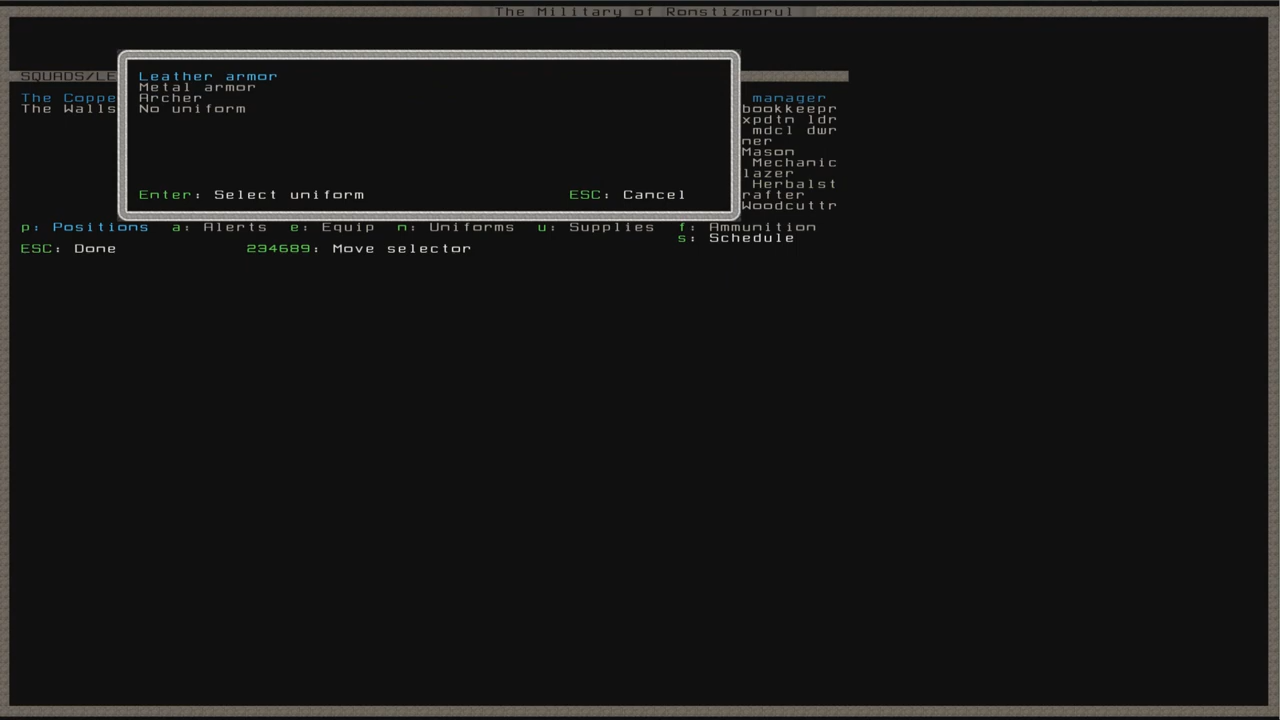 The Military of Ronstizmorul
SQUADS/LE
Leather armor
Metal armor
Archer
No uniform
Enter: Select uniform ESC: Cancel
The Coppe
The Walls
manager
bookkeepr
xpdtn ldr
mdcl dwr
ner
Mason
Mechanic
lazer
Herbalst
rafter
Woodcuttr
p: Positions a: Alerts e: Equip n: Uniforms u: Supplies f: Ammunition
s: Schedule
ESC: Done 234689: Move selector